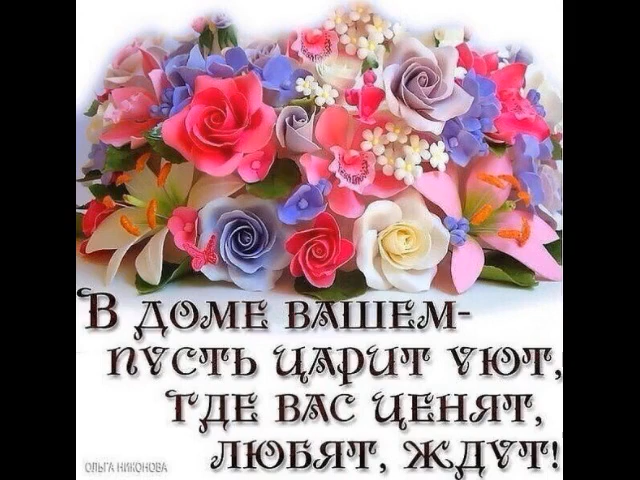 В ДОМЕ ВАШЕМ-
ПУСТЬ ЦАРИТ УЮТ,
ГДЕ ВАС ЦЕНЯТ,
ЛЮБЯТ, ЖДУТ!
ОЛЬГА НИКОНОВА